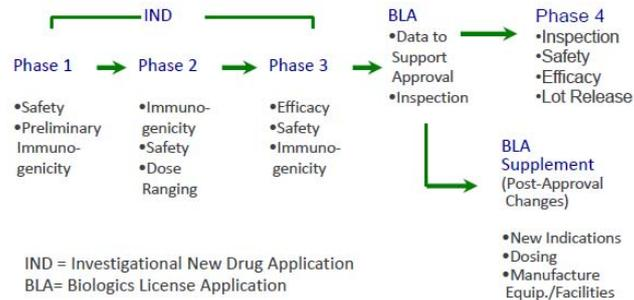 IND
Phase 1
•Safety
•Preliminary
Immuno-
genicity
Phase 2
•Immuno-
genicity
•Safety
•Dose
Ranging
Phase 3
•Efficacy
•Safety
•Immuno-
genicity
BLA
•Data to
Support
Approval
•Inspection
Phase 4
•Inspection
•Safety
•Efficacy
•Lot Release
BLA
Supplement
(Post-Approval
Changes)
•New Indications
•Dosing
•Manufacture
Equip./Facilities
IND = Investigational New Drug Application
BLA= Biologics License Application